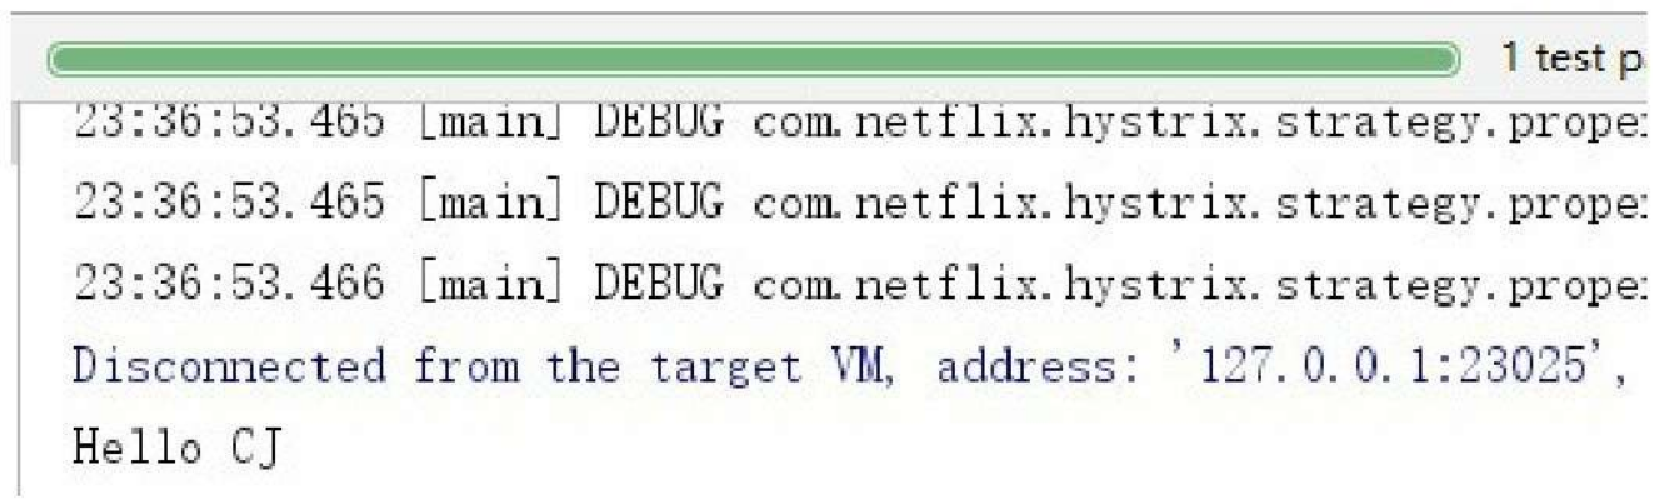 1 test p
23:36:53.465 [main] DEBUG com.netflix.hystrix.strategy.prope
23:36:53.465 [main] DEBUG com.netflix.hystrix.strategy.prope
23:36:53.466 [main] DEBUG com.netflix.hystrix.strategy.prope
Disconnected from the target VM, address: '127.0.0.1:23025',
Hello CJ